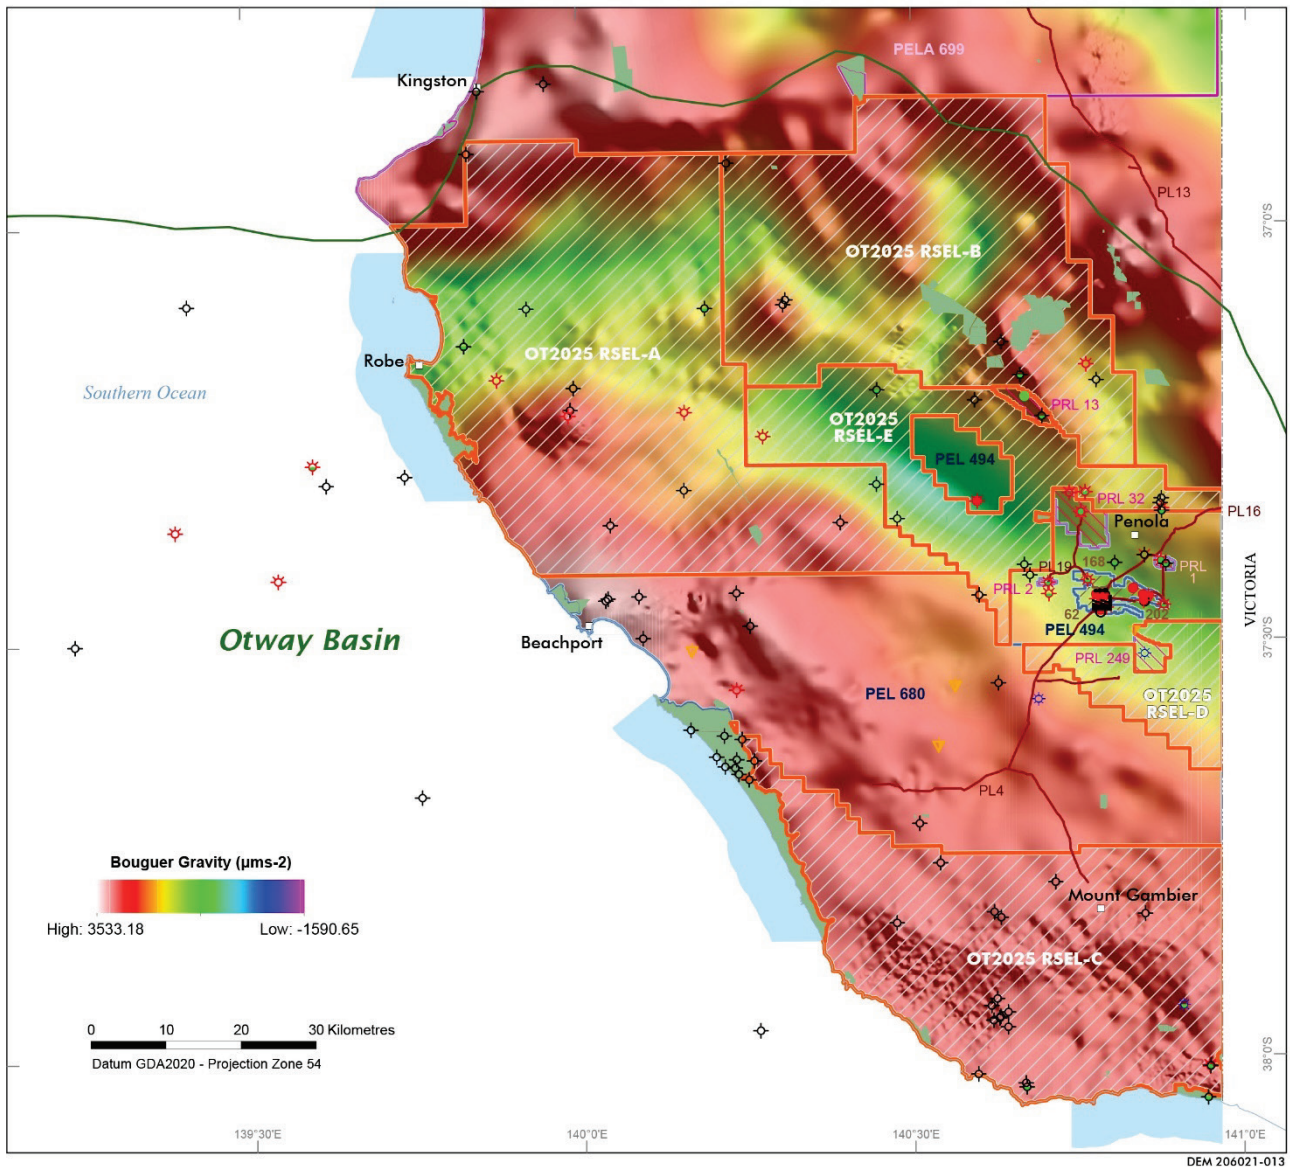 PELA 699
Kingston
PL13
37°0'S
OT2025 RSEL-B
OT2025 RSEL-A
Robe
Southern Ocean
PRL 13
OT2025
RSEL-E
PEL 494
PRL 32
PL16
Penola
VICTORIA
168
PL19
PRL
1
PRL 2
62
202
PEL 494
37°30'S
Beachport
Otway Basin
PRL 249
PEL 680
OT2025
RSEL-D
PL4
Bouguer Gravity (µms-2)
High: 3533.18
Low: -1590.65
Mount Gambier
OT2025 RSEL-C
0 10 20 30 Kilometres
Datum GDA2020 - Projection Zone 54
38°0'S
139°30'E
140°0'E
140°30'E
141°0'E
DEM 206021-013